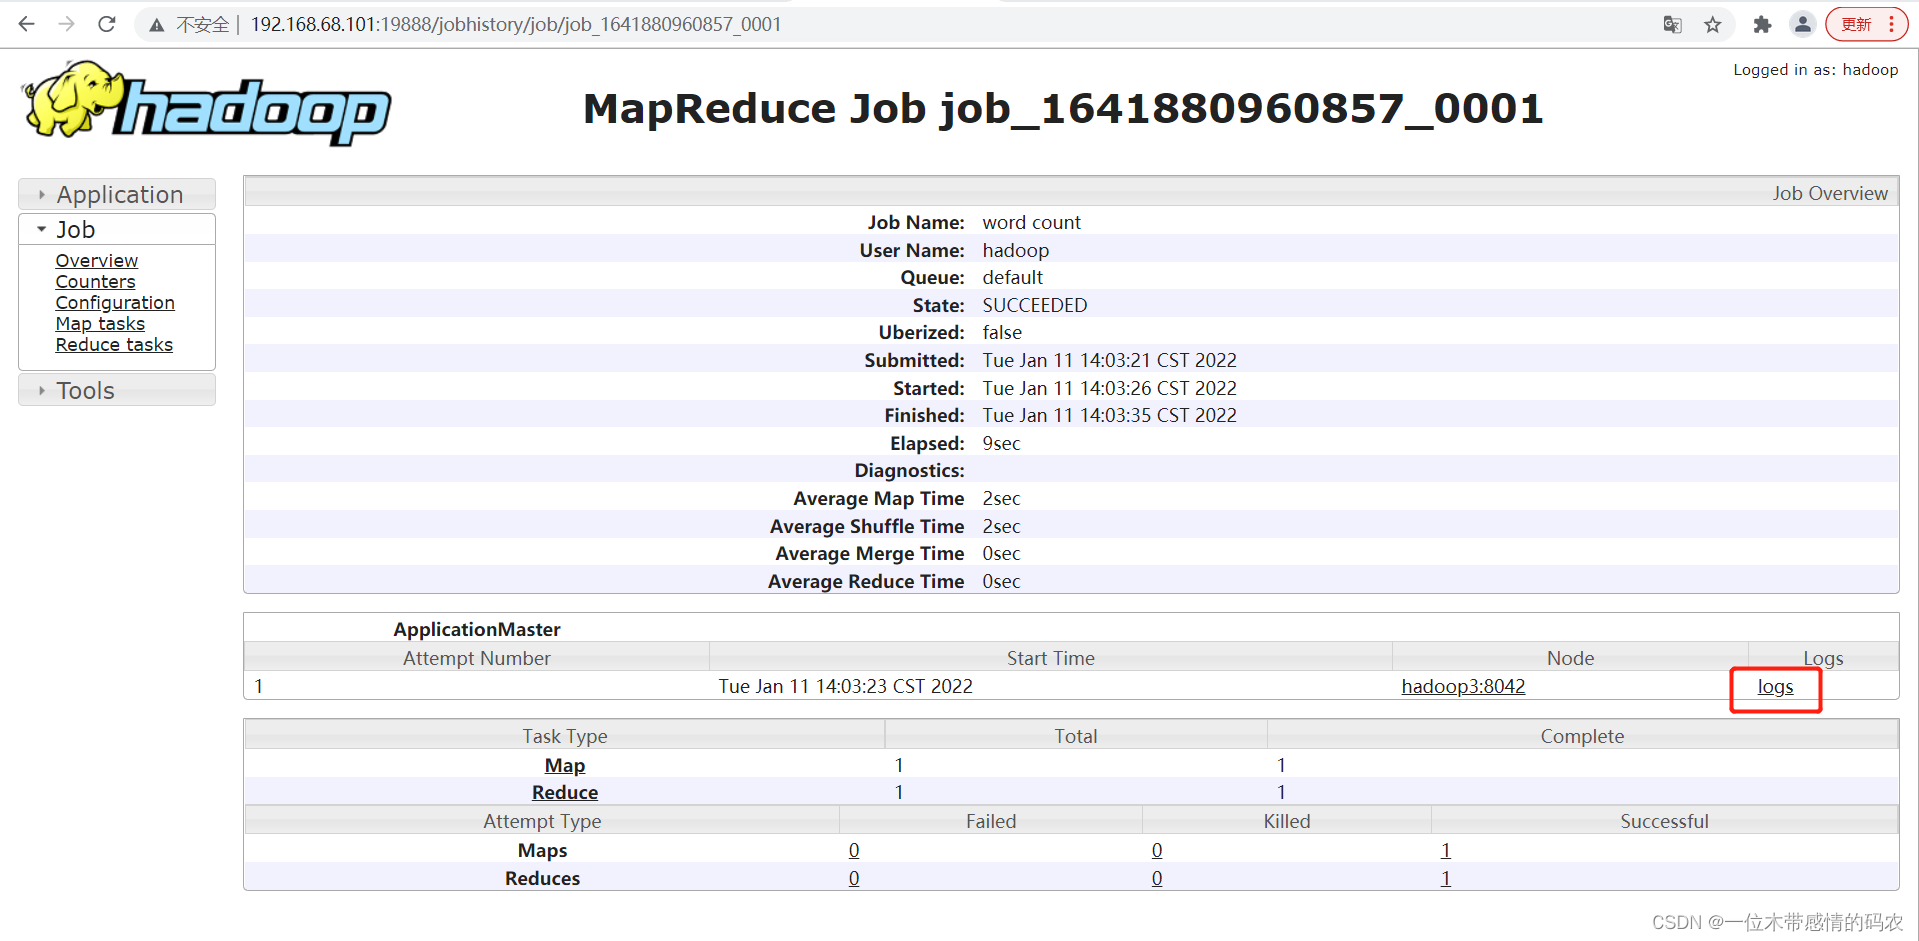 不安全 | 192.168.68.101:19888/jobhistory/job/job_1641880960857_0001
更新
Logged in as: hadoop
hadoop
MapReduce Job job_1641880960857_0001
Application
Job
Overview
Counters
Configuration
Map tasks
Reduce tasks
Tools
Job Overview
Job Name: word count
User Name: hadoop
Queue: default
State: SUCCEEDED
Uberized: false
Submitted: Tue Jan 11 14:03:21 CST 2022
Started: Tue Jan 11 14:03:26 CST 2022
Finished: Tue Jan 11 14:03:35 CST 2022
Elapsed: 9sec
Diagnostics:
Average Map Time 2sec
Average Shuffle Time 2sec
Average Merge Time 0sec
Average Reduce Time 0sec
ApplicationMaster
Attempt Number Start Time Node Logs
1 Tue Jan 11 14:03:23 CST 2022 hadoop3:8042 logs
Task Type Total Complete
Map 1 1
Reduce 1 1
Attempt Type Failed Killed Successful
Maps 0 0 1
Reduces 0 0 1
CSDN @一位木带感情的码农